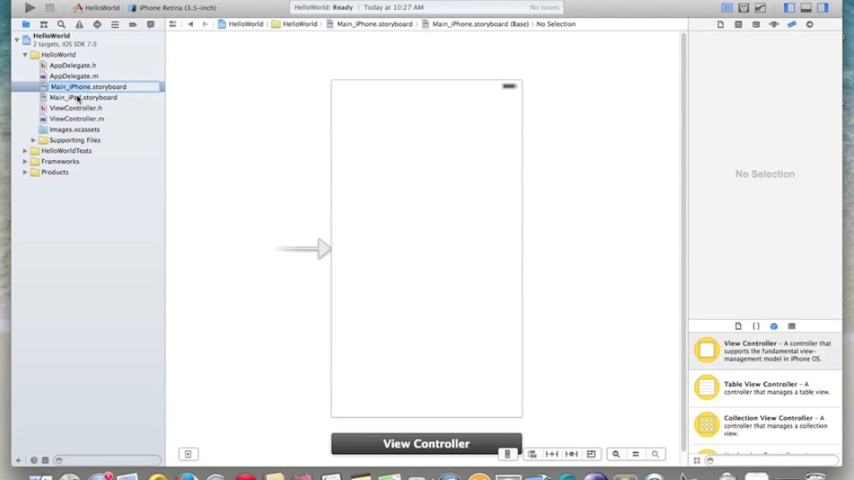 HelloWorld
iPhone Retina (3.5-inch)
HelloWorld: Ready
Today at 10:27 AM
No Issues
HelloWorld
2 targets, iOS SDK 7.0
HelloWorld
AppDelegate.h
AppDelegate.m
Main_iPhone.storyboard
Main_iPad.storyboard
ViewController.h
ViewController.m
Images.xcassets
Supporting Files
HelloWorldTests
Frameworks
Products
HelloWorld
HelloWorld
Main_iPhone.storyboard
Main_iPhone.storyboard (Base)
No Selection
View Controller
No Selection
View Controller - A controller that
supports the fundamental view-
management model in iPhone OS.
Table View Controller - A
controller that manages a table view.
Collection View Controller - A
controller that manages a collection
view.